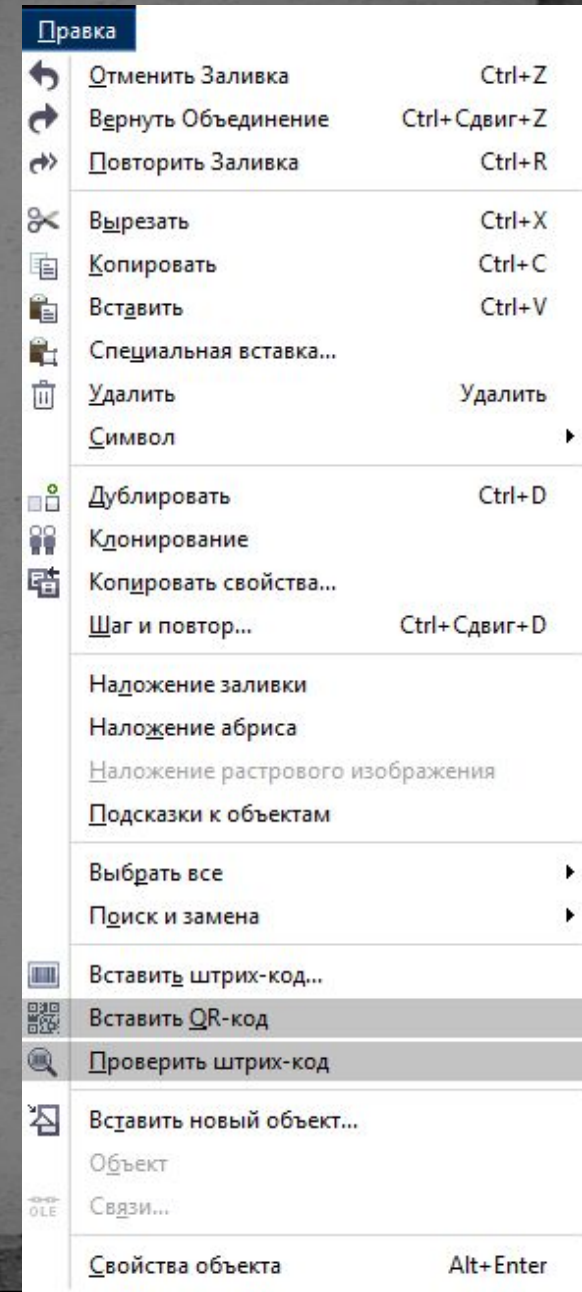 Правка
Отменить Заливка Ctrl+Z
Вернуть Объединение Ctrl+Сдвиг+Z
Повторить Заливка Ctrl+R
Вырезать Ctrl+X
Копировать Ctrl+C
Вставить Ctrl+V
Специальная вставка...
Удалить Удалить
Символ
Дублировать Ctrl+D
Клонирование
Копировать свойства...
Шаг и повтор... Ctrl+Сдвиг+D
Наложение заливки
Наложение абриса
Наложение растрового изображения
Подсказки к объектам
Выбрать все
Поиск и замена
Вставить штрих-код...
Вставить QR-код
Проверить штрих-код
Вставить новый объект...
Объект
OLE Связи...
Свойства объекта Alt+Enter